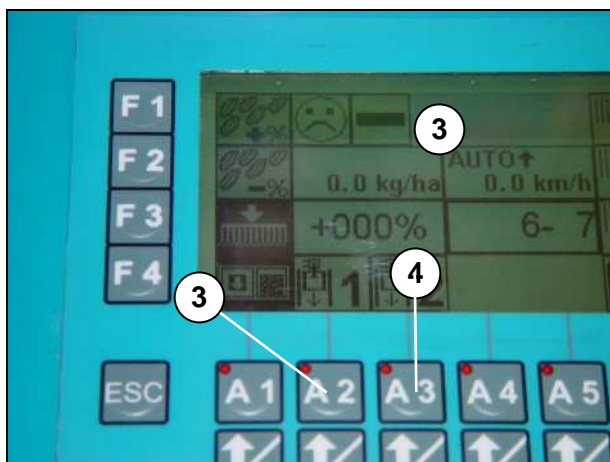 F 1
+% 3
F 2
AUTO↑
-% 0.0 kg/ha 0.0 km/h
F 3
+000% 6- 7
F 4
4
3 1
ESC A 1 A 2 A 3 A 4 A 5